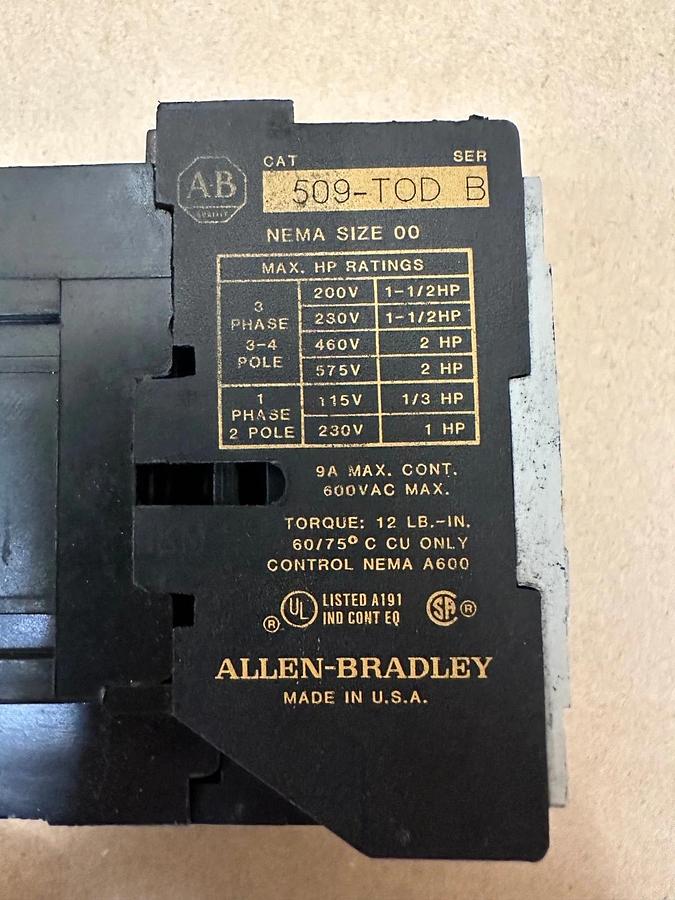 CAT SER
AB
QUALITY
509-TOD B
NEMA SIZE 00
MAX. HP RATINGS
3 PHASE 3-4 POLE
200V 1-1/2HP
230V 1-1/2HP
460V 2 HP
575V 2 HP
1 PHASE 2 POLE
115V 1/3 HP
230V 1 HP
9A MAX. CONT.
600VAC MAX.
TORQUE: 12 LB.-IN.
60/75° C CU ONLY
CONTROL NEMA A600
® UL LISTED A191
IND CONT EQ
SA ®
ALLEN-BRADLEY
MADE IN U.S.A.